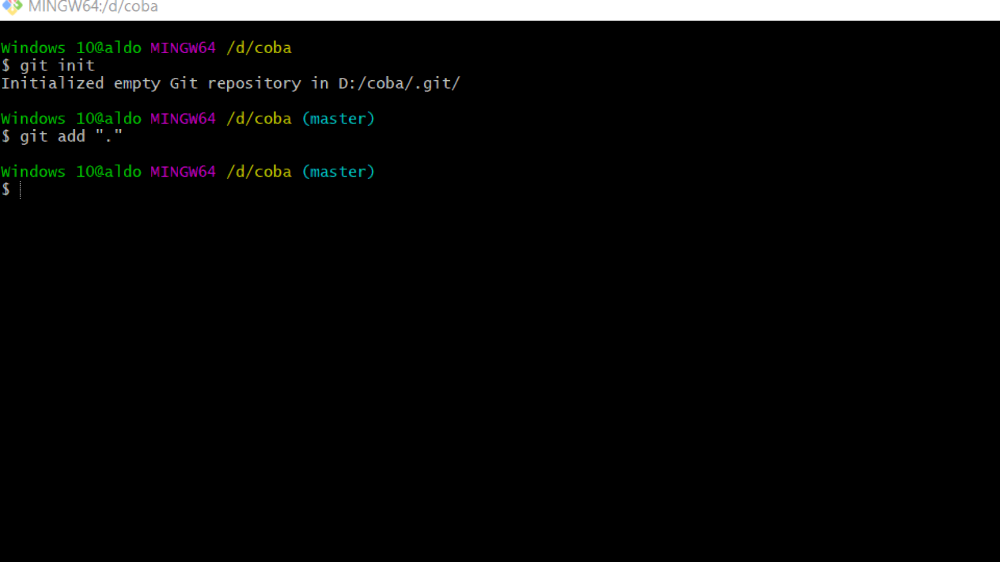 MINGW64:/d/coba
Windows 10@aldo MINGW64 /d/coba
$ git init
Initialized empty Git repository in D:/coba/.git/
Windows 10@aldo MINGW64 /d/coba (master)
$ git add "."
Windows 10@aldo MINGW64 /d/coba (master)
$